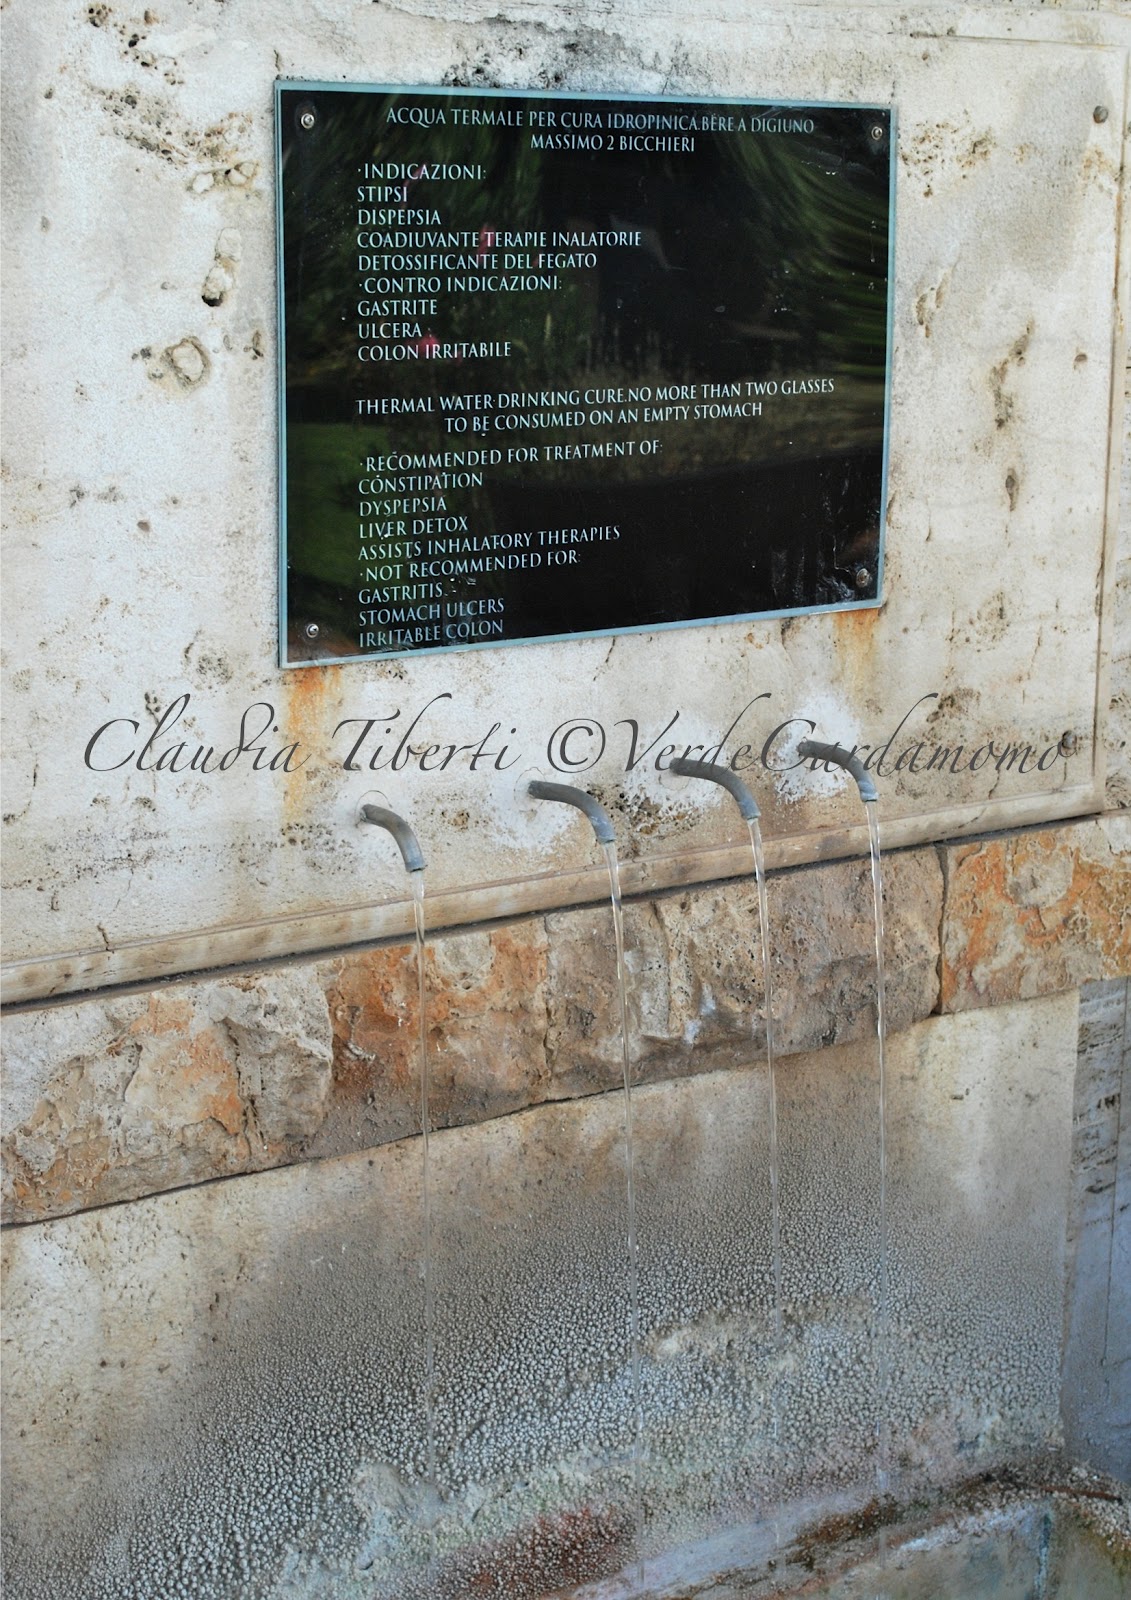 ACQUA TERMALE PER CURA IDROPINICA.BERE A DIGIUNO
MASSIMO 2 BICCHIERI
·INDICAZIONI:
STIPSI
DISPEPSIA
COADIUVANTE TERAPIE INALATORIE
DETOSSIFICANTE DEL FEGATO
·CONTRO INDICAZIONI:
GASTRITE
ULCERA
COLON IRRITABILE
THERMAL WATER·DRINKING CURE.NO MORE THAN TWO GLASSES
TO BE CONSUMED ON AN EMPTY STOMACH
·RECOMMENDED FOR TREATMENT OF:
CONSTIPATION
DYSPEPSIA
LIVER DETOX
ASSISTS INHALATORY THERAPIES
·NOT RECOMMENDED FOR:
GASTRITIS
STOMACH ULCERS
IRRITABLE COLON
Claudia Tiberti ©VerdeCardamomo